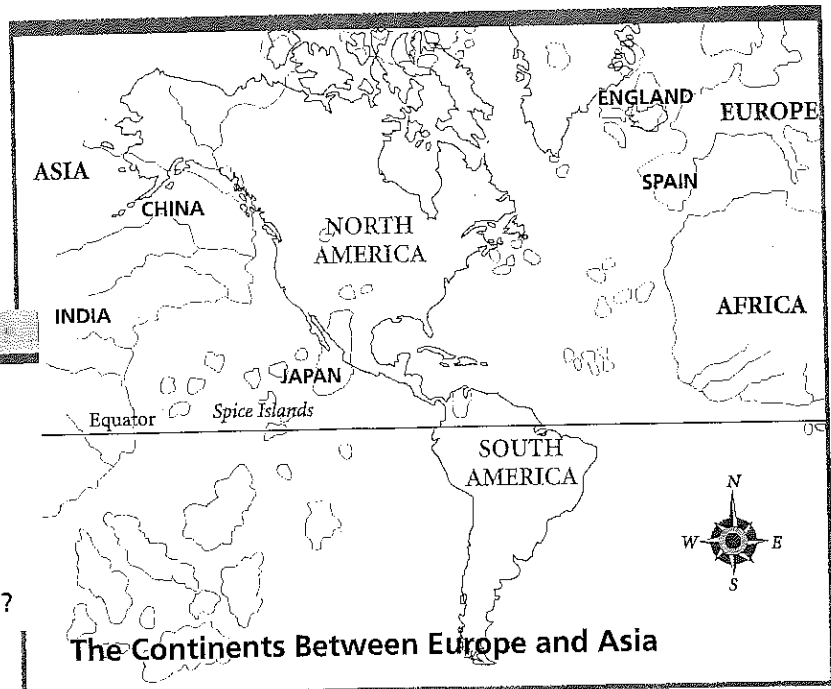 ENGLAND
EUROPE
ASIA
SPAIN
CHINA
NORTH
AMERICA
INDIA
AFRICA
JAPAN
Equator
Spice Islands
SOUTH
AMERICA
N
W
E
S
?
The Continents Between Europe and Asia